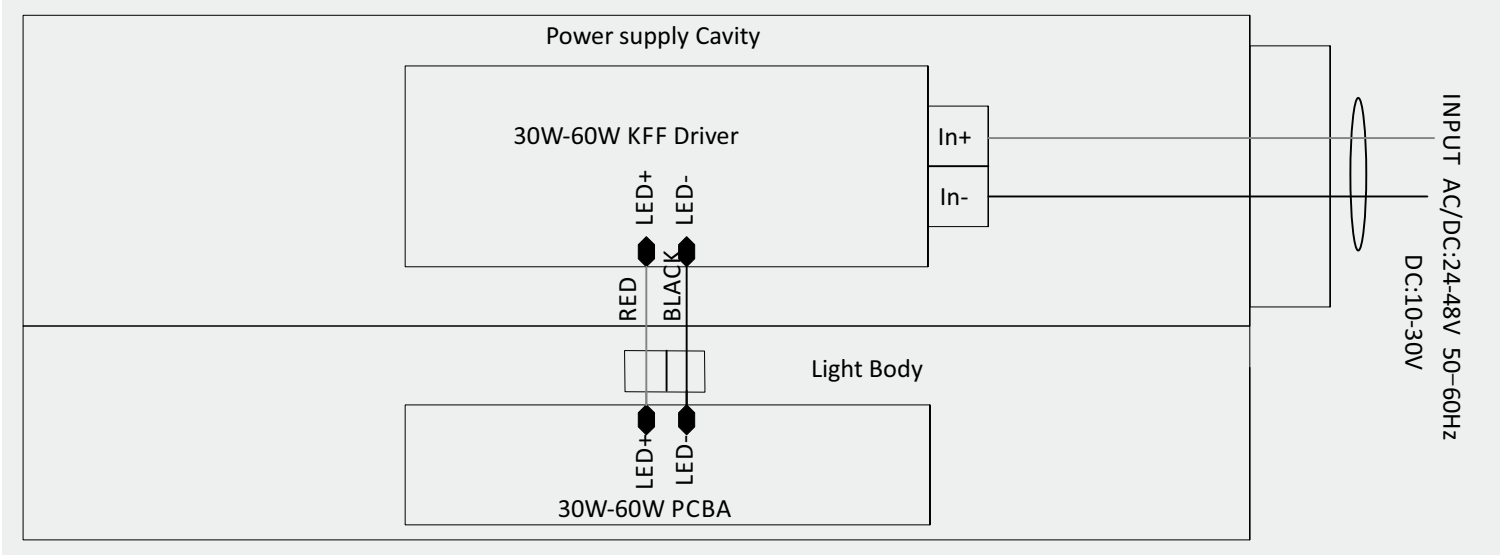 Power supply Cavity
30W-60W KFF Driver
In+
In-
LED+
LED-
RED
BLACK
INPUT AC/DC:24-48V 50-60Hz
DC:10-30V
Light Body
LED+
LED-
30W-60W PCBA